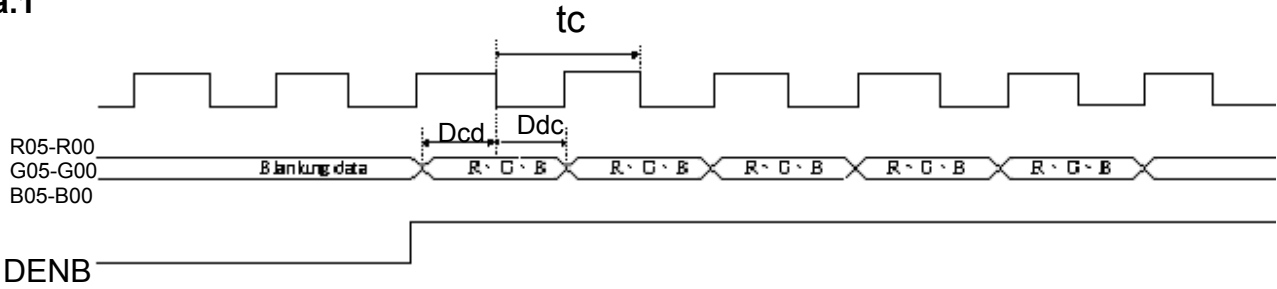 a.1
tc
Dcd Ddc
R05-R00
G05-G00
B05-B00
Blankung data R、G、B R、G、B R、G、B R、G、B R、G、B
DENB